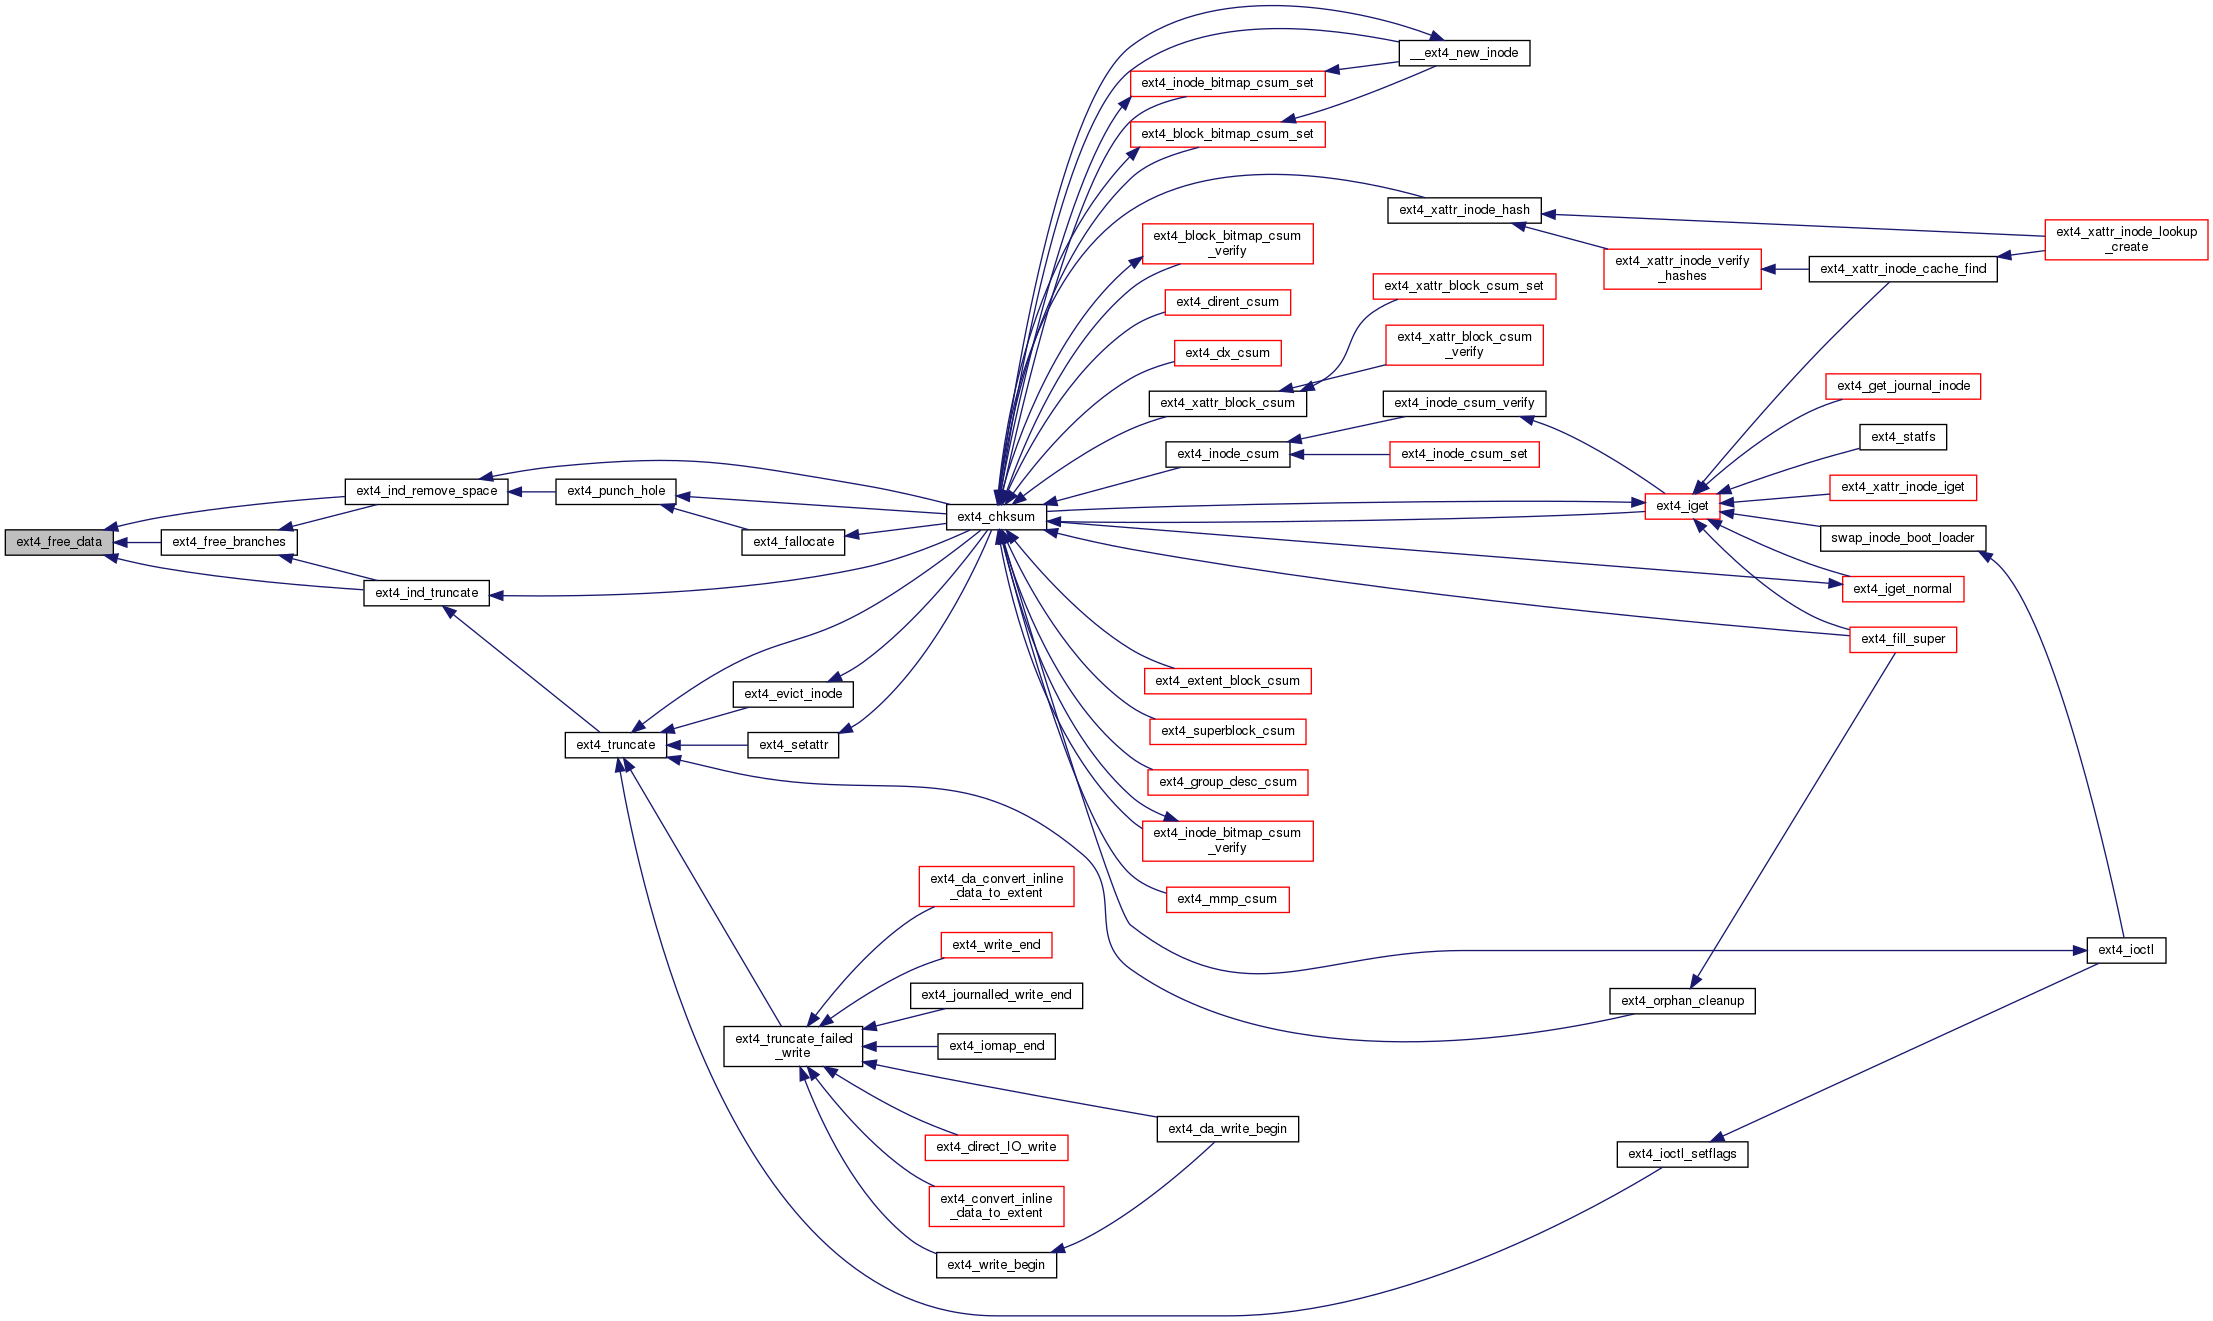 __ext4_new_inode
ext4_inode_bitmap_csum_set
ext4_block_bitmap_csum_set
ext4_xattr_inode_hash
ext4_block_bitmap_csum
_verify
ext4_xattr_inode_lookup
_create
ext4_xattr_inode_verify
_hashes
ext4_xattr_inode_cache_find
ext4_xattr_block_csum_set
ext4_dirent_csum
ext4_xattr_block_csum
_verify
ext4_dx_csum
ext4_get_journal_inode
ext4_xattr_block_csum
ext4_inode_csum_verify
ext4_statfs
ext4_inode_csum
ext4_inode_csum_set
ext4_xattr_inode_iget
ext4_ind_remove_space
ext4_punch_hole
ext4_iget
ext4_chksum
ext4_free_data
ext4_free_branches
ext4_fallocate
swap_inode_boot_loader
ext4_ind_truncate
ext4_iget_normal
ext4_fill_super
ext4_extent_block_csum
ext4_evict_inode
ext4_superblock_csum
ext4_truncate
ext4_setattr
ext4_group_desc_csum
ext4_inode_bitmap_csum
_verify
ext4_da_convert_inline
_data_to_extent
ext4_mmp_csum
ext4_write_end
ext4_ioctl
ext4_journalled_write_end
ext4_orphan_cleanup
ext4_truncate_failed
_write
ext4_iomap_end
ext4_da_write_begin
ext4_direct_IO_write
ext4_ioctl_setflags
ext4_convert_inline
_data_to_extent
ext4_write_begin